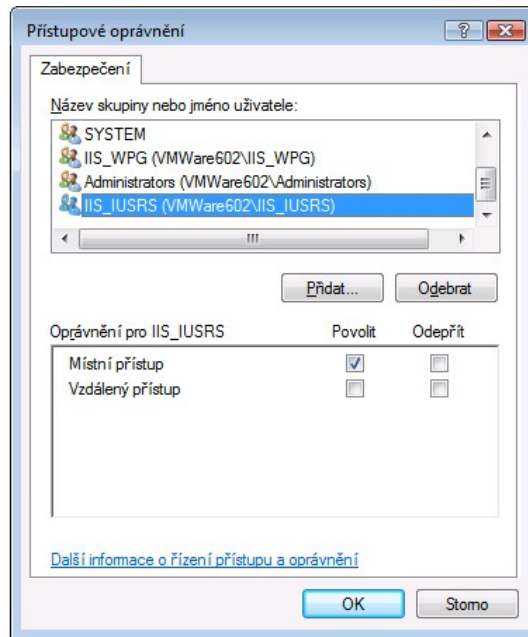 Přístupové oprávnění
Zabezpečení
Název skupiny nebo jméno uživatele:
SYSTEM
IIS_WPG (VMWare602\IIS_WPG)
Administrators (VMWare602\Administrators)
IIS_IUSRS (VMWare602\IIS_IUSRS)
Přidat... Odebrat
Oprávnění pro IIS_IUSRS Povolit Odepřít
Místní přístup
Vzdálený přístup
Další informace o řízení přístupu a oprávnění
OK Storno